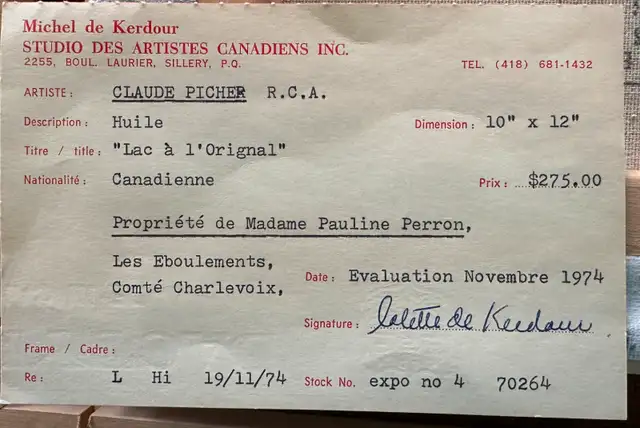 Michel de Kerdour
STUDIO DES ARTISTES CANADIENS INC.
2255, BOUL. LAURIER, SILLERY, P.Q. TEL. (418) 681-1432
ARTISTE : CLAUDE PICHER R.C.A.
Description : Huile Dimension : 10" x 12"
Titre / title : "Lac à l'Orignal"
Nationalité : Canadienne Prix : $275.00
Propriété de Madame Pauline Perron,
Les Eboulements,
Comté Charlevoix,
Date : Evaluation Novembre 1974
Signature : Colette de Kerdour
Frame / Cadre :
Re : L Hi 19/11/74 Stock No. expo no 4 70264